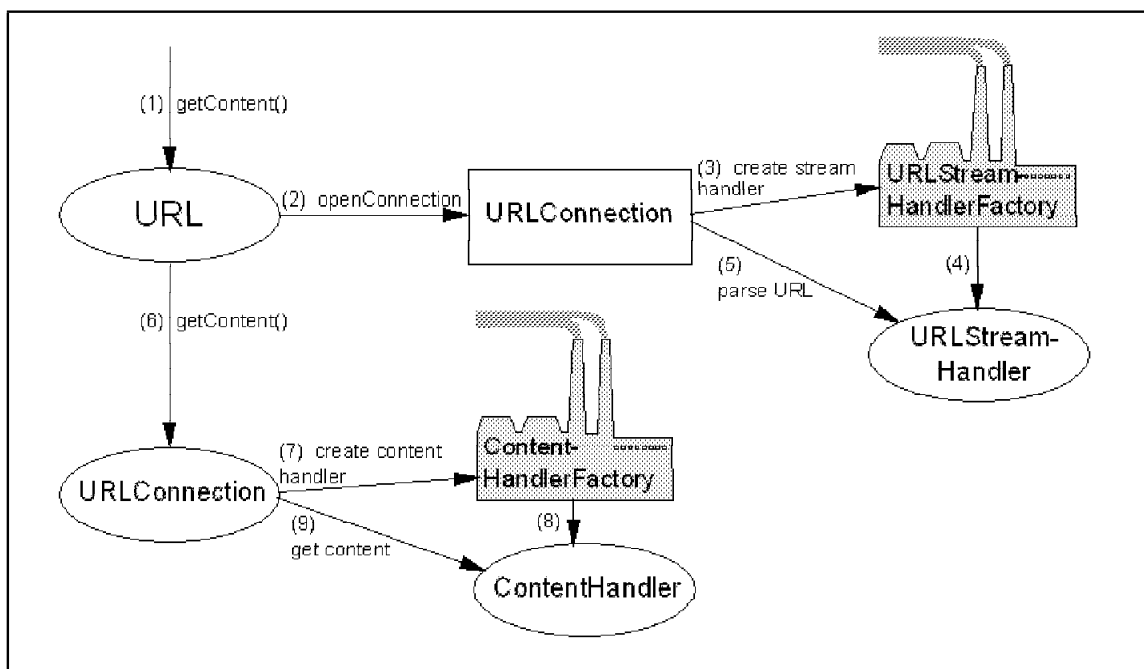 (1) getContent()
URL
(2) openConnection
URLConnection
(3) create stream
handler
URLStream-
HandlerFactory
(4)
(5)
parse URL
URLStream-
Handler
(6) getContent()
URLConnection
(7) create content
handler
Content-
HandlerFactory
(8)
(9)
get content
ContentHandler